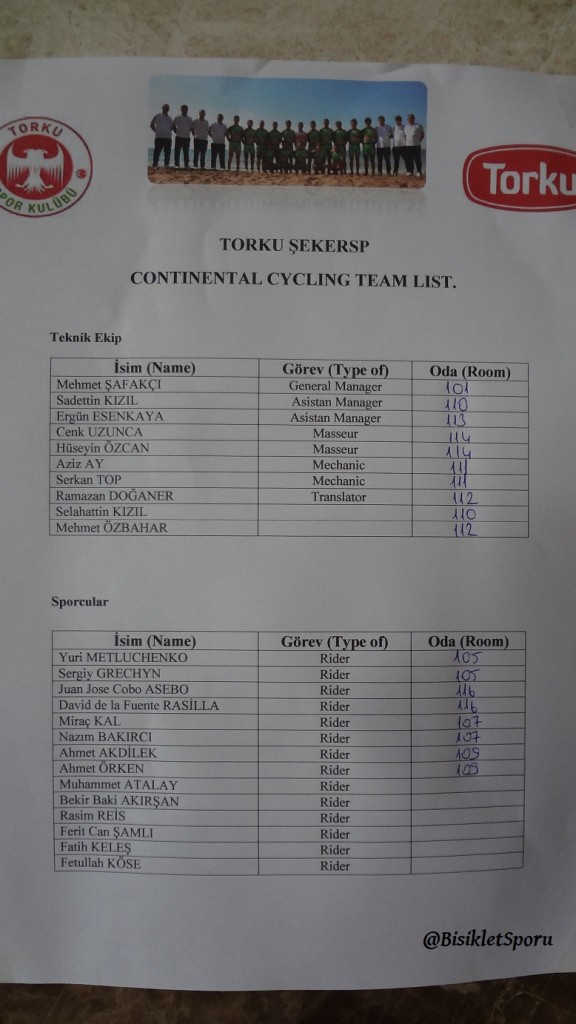 TORKU
SPOR KULÜBÜ
Torku
TORKU ŞEKERSP
CONTINENTAL CYCLING TEAM LIST.
Teknik Ekip
İsim (Name) Görev (Type of) Oda (Room)
Mehmet ŞAFAKÇI General Manager 101
Sadettin KIZIL Asistan Manager 110
Ergün ESENKAYA Asistan Manager 113
Cenk UZUNCA Masseur 114
Hüseyin ÖZCAN Masseur 114
Aziz AY Mechanic 111
Serkan TOP Mechanic 111
Ramazan DOĞANER Translator 112
Selahattin KIZIL 110
Mehmet ÖZBAHAR 112
Sporcular
İsim (Name) Görev (Type of) Oda (Room)
Yuri METLUCHENKO Rider 105
Sergiy GRECHYN Rider 105
Juan Jose Cobo ASEBO Rider 116
David de la Fuente RASİLLA Rider 116
Miraç KAL Rider 107
Nazım BAKIRCI Rider 107
Ahmet AKDİLEK Rider 109
Ahmet ÖRKEN Rider 109
Muhammet ATALAY Rider
Bekir Baki AKIRŞAN Rider
Rasim REİS Rider
Ferit Can ŞAMLI Rider
Fatih KELEŞ Rider
Fetullah KÖSE Rider
@BisikletSporu